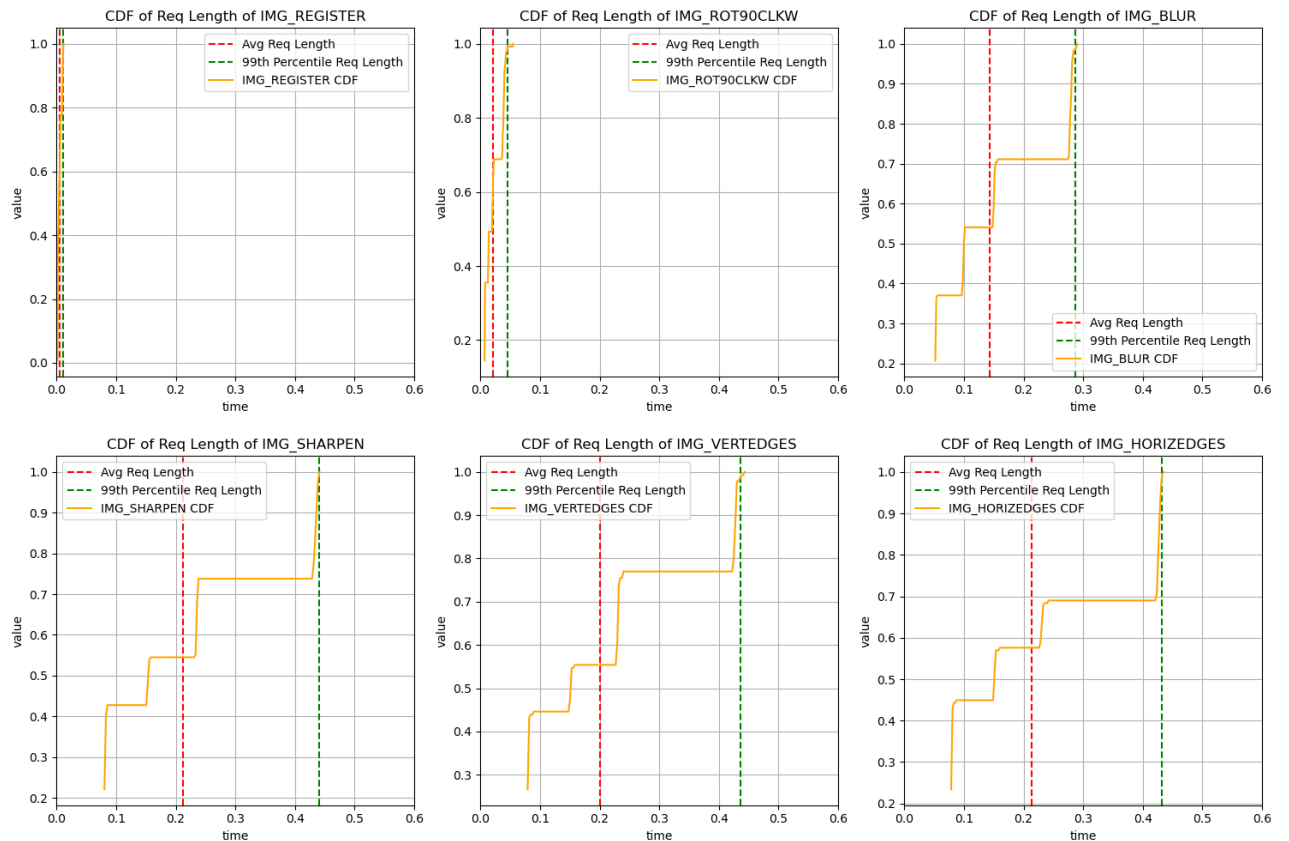 CDF of Req Length of IMG_REGISTER
Avg Req Length
99th Percentile Req Length
IMG_REGISTER CDF
value
1.0
0.8
0.6
0.4
0.2
0.0
0.0 0.1 0.2 0.3 0.4 0.5 0.6
time
CDF of Req Length of IMG_ROT90CLKW
Avg Req Length
99th Percentile Req Length
IMG_ROT90CLKW CDF
value
1.0
0.8
0.6
0.4
0.2
0.0 0.1 0.2 0.3 0.4 0.5 0.6
time
CDF of Req Length of IMG_BLUR
value
1.0
0.9
0.8
0.7
0.6
0.5
0.4
0.3
0.2
Avg Req Length
99th Percentile Req Length
IMG_BLUR CDF
0.0 0.1 0.2 0.3 0.4 0.5 0.6
time
CDF of Req Length of IMG_SHARPEN
Avg Req Length
99th Percentile Req Length
IMG_SHARPEN CDF
value
1.0
0.9
0.8
0.7
0.6
0.5
0.4
0.3
0.2
0.0 0.1 0.2 0.3 0.4 0.5 0.6
time
CDF of Req Length of IMG_VERTEDGES
Avg Req Length
99th Percentile Req Length
IMG_VERTEDGES CDF
value
1.0
0.9
0.8
0.7
0.6
0.5
0.4
0.3
0.0 0.1 0.2 0.3 0.4 0.5 0.6
time
CDF of Req Length of IMG_HORIZEDGES
Avg Req Length
99th Percentile Req Length
IMG_HORIZEDGES CDF
value
1.0
0.9
0.8
0.7
0.6
0.5
0.4
0.3
0.2
0.0 0.1 0.2 0.3 0.4 0.5 0.6
time